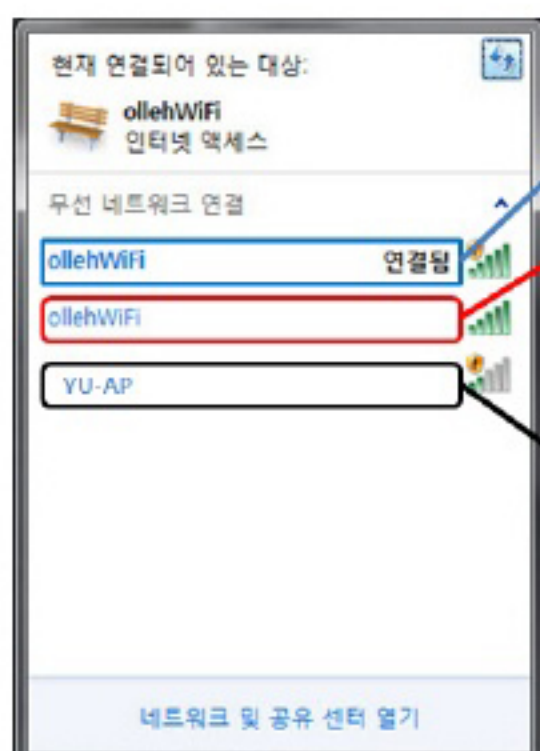 현재 연결되어 있는 대상:
ollehWiFi
인터넷 액세스
무선 네트워크 연결
ollehWiFi 연결됨
ollehWiFi
YU-AP
네트워크 및 공유 센터 열기